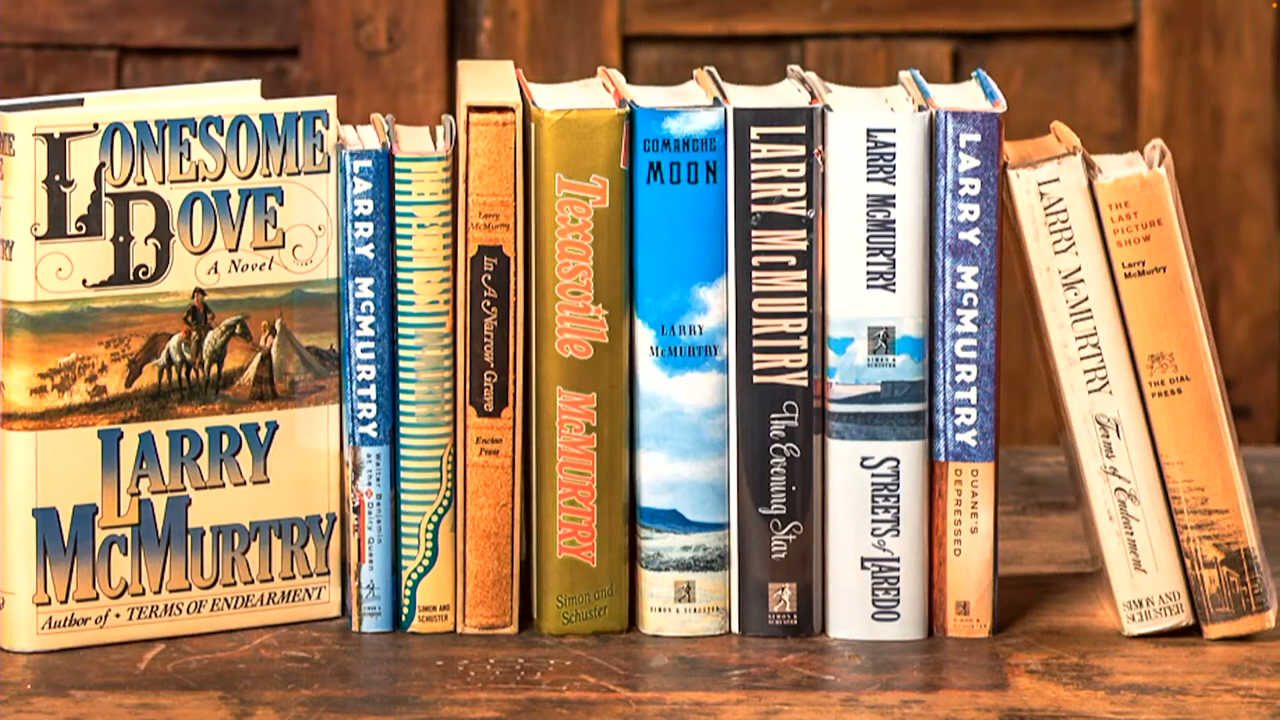 LONESOME
DOVE
A Novel
LARRY
McMURTRY
Author of • TERMS OF ENDEARMENT
LARRY McMURTRY
Walter Benjamin
at the Dairy Queen
SIMON AND
SCHUSTER
Larry
McMurtry
In A Narrow Grave
Encino
Press
Texasville McMURTRY
Simon and
Schuster
COMANCHE
MOON
LARRY
McMURTRY
SIMON & SCHUSTER
LARRY McMURTRY The Evening Star
LARRY McMURTRY
SIMON &
SCHUSTER
STREETS of LAREDO
LARRY McMURTRY
DUANE'S
DEPRESSED
LARRY McMURTRY Terms of Endearment
SIMON AND
SCHUSTER
THE
LAST
PICTURE
SHOW
Larry
McMurtry
THE DIAL
PRESS